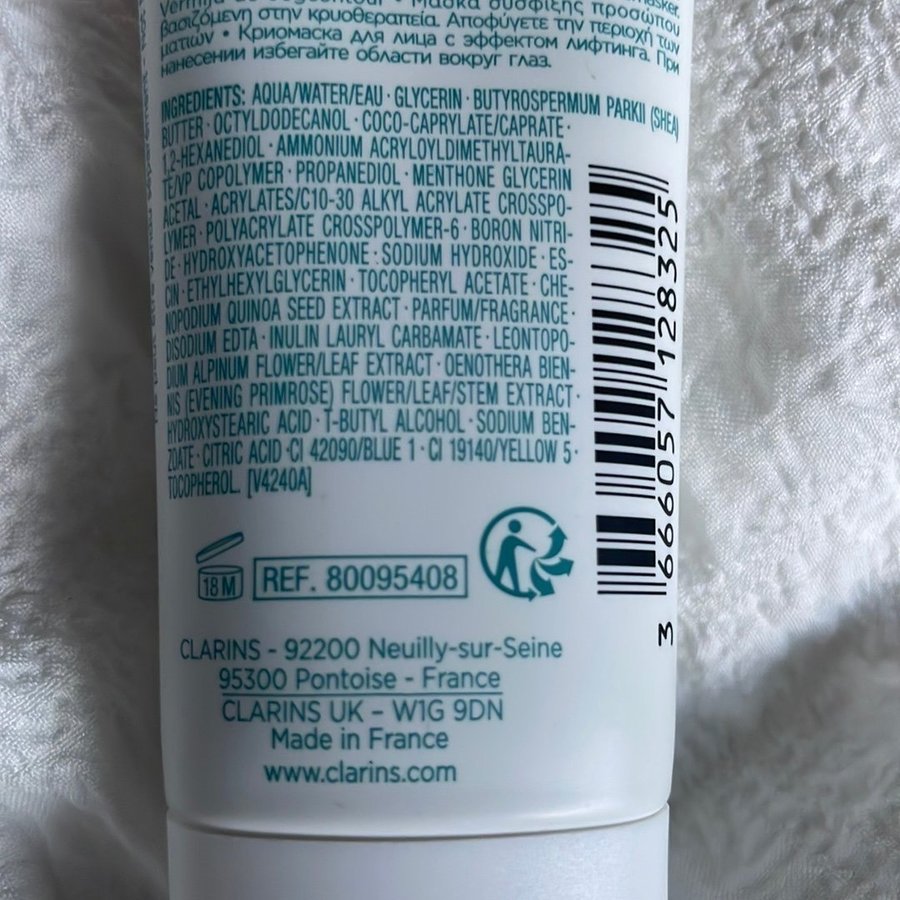 βασιζόμενη στην κρυοθεραπεία. Αποφύγετε την περιοχή των
ματιών • Криомаска для лица с эффектом лифтинга. При
нанесении избегайте области вокруг глаз.
INGREDIENTS: AQUA/WATER/EAU · GLYCERIN · BUTYROSPERMUM PARKII (SHEA)
BUTTER · OCTYLDODECANOL · COCO-CAPRYLATE/CAPRATE ·
1,2-HEXANEDIOL · AMMONIUM ACRYLOYLDIMETHYLTAURA-
TE/VP COPOLYMER · PROPANEDIOL · MENTHONE GLYCERIN
ACETAL · ACRYLATES/C10-30 ALKYL ACRYLATE CROSSPO-
LYMER · POLYACRYLATE CROSSPOLYMER-6 · BORON NITRI-
DE · HYDROXYACETOPHENONE · SODIUM HYDROXIDE · ES-
CIN · ETHYLHEXYLGLYCERIN · TOCOPHERYL ACETATE · CHE-
NOPODIUM QUINOA SEED EXTRACT · PARFUM/FRAGRANCE ·
DISODIUM EDTA · INULIN LAURYL CARBAMATE · LEONTOPO-
DIUM ALPINUM FLOWER/LEAF EXTRACT · OENOTHERA BIEN-
NIS (EVENING PRIMROSE) FLOWER/LEAF/STEM EXTRACT ·
HYDROXYSTEARIC ACID · T-BUTYL ALCOHOL · SODIUM BEN-
ZOATE · CITRIC ACID · CI 42090/BLUE 1 · CI 19140/YELLOW 5 ·
TOCOPHEROL. [V4240A]
3 666057 128325
18 M
REF. 80095408
CLARINS - 92200 Neuilly-sur-Seine
95300 Pontoise - France
CLARINS UK - W1G 9DN
Made in France
www.clarins.com